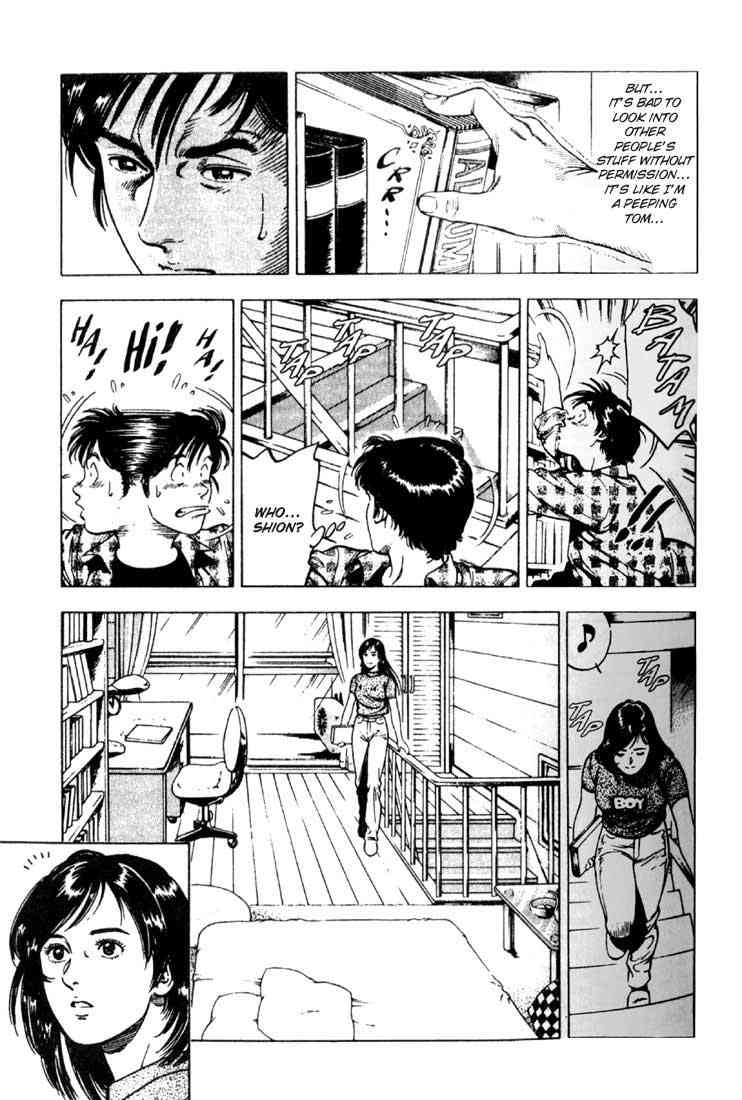 BUT...
IT'S BAD TO
LOOK INTO
OTHER
PEOPLE'S
STUFF WITHOUT
PERMISSION...
IT'S LIKE I'M
A PEEPING
TOM...
ALBUM
CRR...
BATAM
!!
TAP
TAP
TAP
WHO...
SHION?
HA!
Hi!
HA!
♪
TAP
TAP
BOY